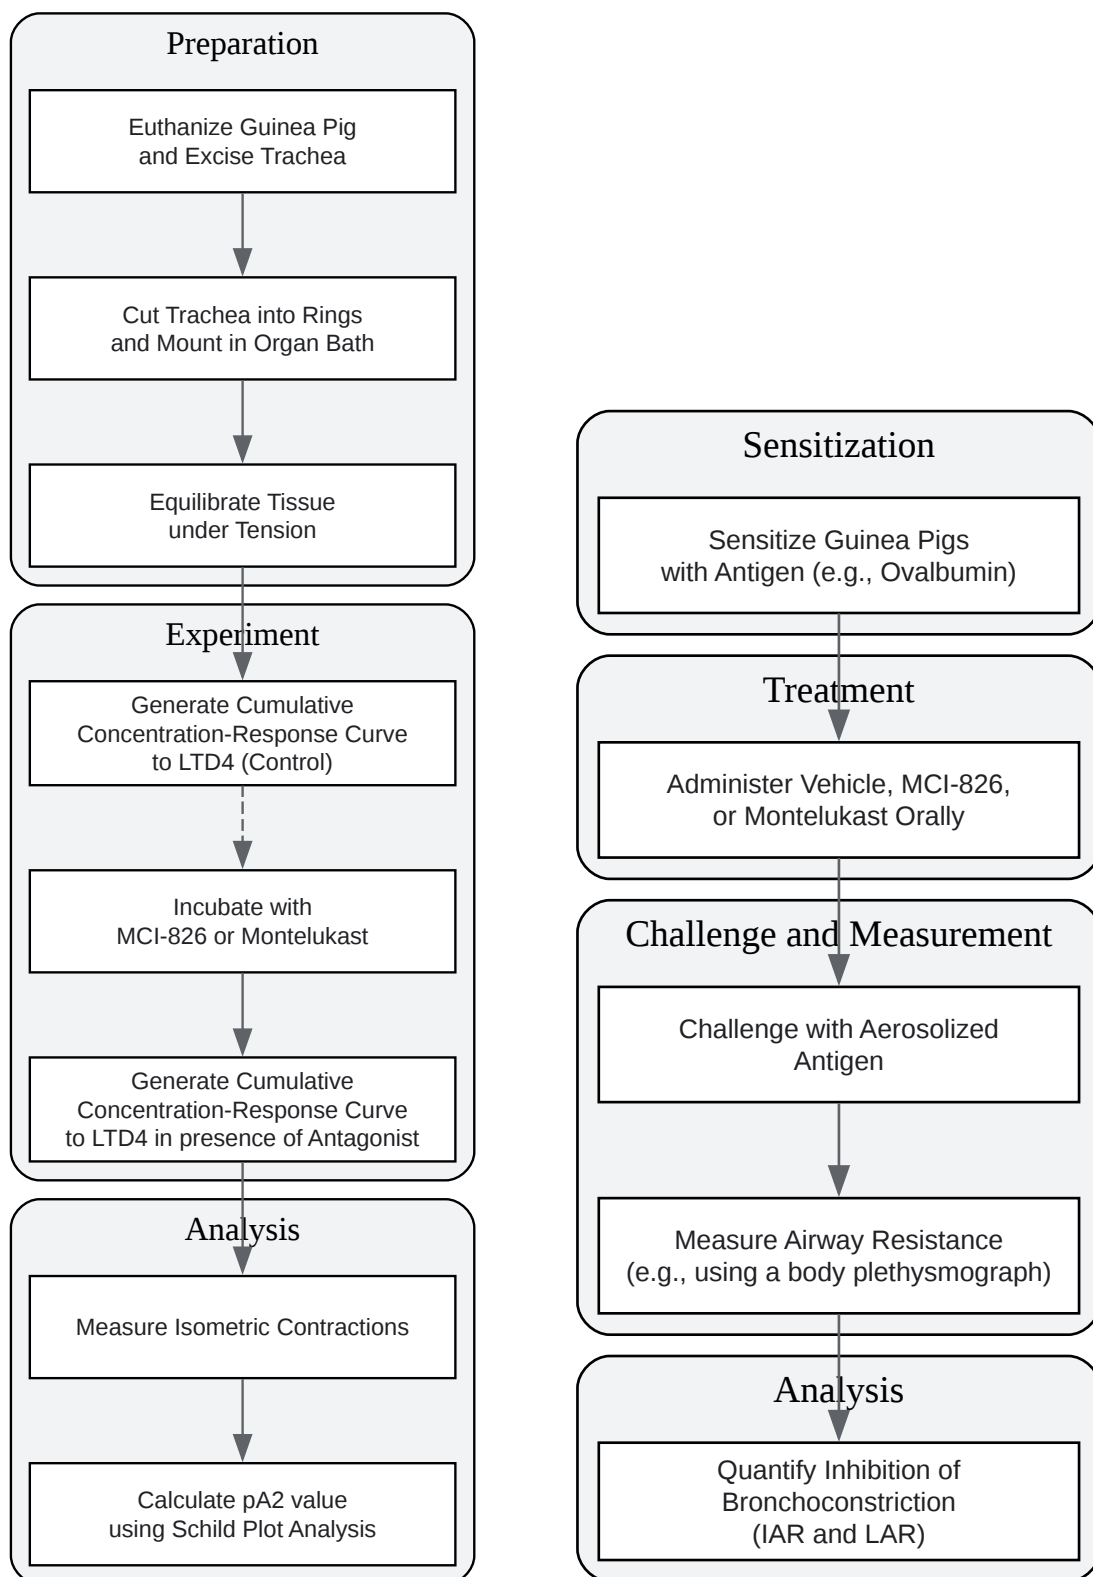 Preparation
Euthanize Guinea Pig
and Excise Trachea
Cut Trachea into Rings
and Mount in Organ Bath
Equilibrate Tissue
under Tension
Experiment
Generate Cumulative
Concentration-Response Curve
to LTD4 (Control)
Incubate with
MCI-826 or Montelukast
Generate Cumulative
Concentration-Response Curve
to LTD4 in presence of Antagonist
Analysis
Measure Isometric Contractions
Calculate pA2 value
using Schild Plot Analysis
Sensitization
Sensitize Guinea Pigs
with Antigen (e.g., Ovalbumin)
Treatment
Administer Vehicle, MCI-826,
or Montelukast Orally
Challenge and Measurement
Challenge with Aerosolized
Antigen
Measure Airway Resistance
(e.g., using a body plethysmograph)
Analysis
Quantify Inhibition of
Bronchoconstriction
(IAR and LAR)